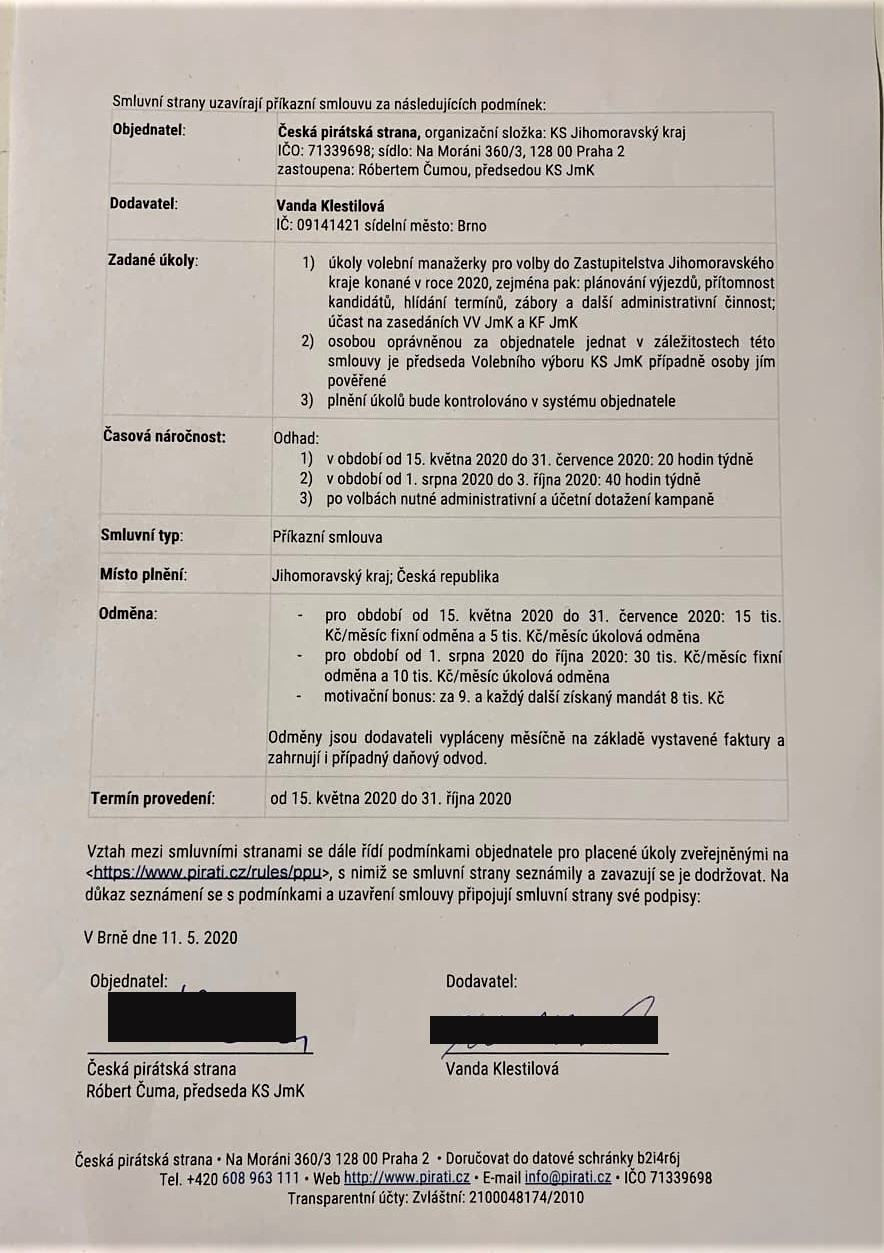 Smluvní strany uzavírají příkazní smlouvu za následujících podmínek:
Objednatel:
Česká pirátská strana, organizační složka: KS Jihomoravský kraj
IČO: 71339698; sídlo: Na Moráni 360/3, 128 00 Praha 2
zastoupena: Róbertem Čumou, předsedou KS JmK
Dodavatel:
Vanda Klestilová
IČ: 09141421 sídelní město: Brno
Zadané úkoly:
1) úkoly volební manažerky pro volby do Zastupitelstva Jihomoravského
kraje konané v roce 2020, zejména pak: plánování výjezdů, přítomnost
kandidátů, hlídání termínů, zábory a další administrativní činnost;
účast na zasedáních VV JmK a KF JmK
2) osobou oprávněnou za objednatele jednat v záležitostech této
smlouvy je předseda Volebního výboru KS JmK případně osoby jím
pověřené
3) plnění úkolů bude kontrolováno v systému objednatele
Časová náročnost:
Odhad:
1) v období od 15. května 2020 do 31. července 2020: 20 hodin týdně
2) v období od 1. srpna 2020 do 3. října 2020: 40 hodin týdně
3) po volbách nutné administrativní a účetní dotažení kampaně
Smluvní typ:
Příkazní smlouva
Místo plnění:
Jihomoravský kraj; Česká republika
Odměna:
- pro období od 15. května 2020 do 31. července 2020: 15 tis.
Kč/měsíc fixní odměna a 5 tis. Kč/měsíc úkolová odměna
- pro období od 1. srpna 2020 do října 2020: 30 tis. Kč/měsíc fixní
odměna a 10 tis. Kč/měsíc úkolová odměna
- motivační bonus: za 9. a každý další získaný mandát 8 tis. Kč
Odměny jsou dodavateli vypláceny měsíčně na základě vystavené faktury a
zahrnují i případný daňový odvod.
Termín provedení:
od 15. května 2020 do 31. října 2020
Vztah mezi smluvními stranami se dále řídí podmínkami objednatele pro placené úkoly zveřejněnými na
<https://www.pirati.cz/rules/ppu>, s nimiž se smluvní strany seznámily a zavazují se je dodržovat. Na
důkaz seznámení se s podmínkami a uzavření smlouvy připojují smluvní strany své podpisy:
V Brně dne 11. 5. 2020
Objednatel:
Dodavatel:
Česká pirátská strana
Róbert Čuma, předseda KS JmK
Vanda Klestilová
Česká pirátská strana • Na Moráni 360/3 128 00 Praha 2 • Doručovat do datové schránky b2i4r6j
Tel. +420 608 963 111 • Web http://www.pirati.cz • E-mail info@pirati.cz • IČO 71339698
Transparentní účty: Zvláštní: 2100048174/2010